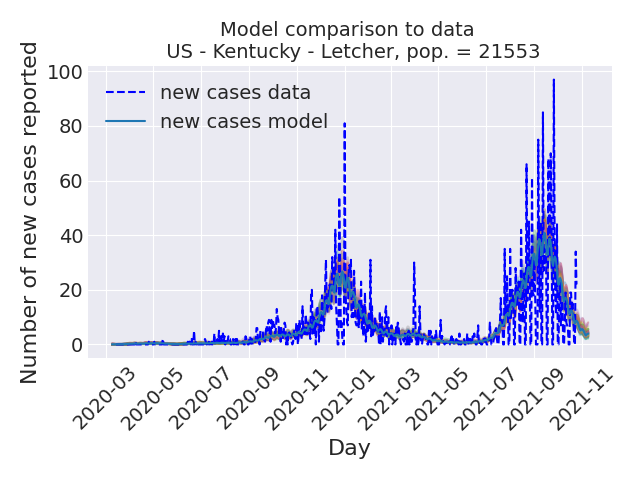 Model comparison to data
US - Kentucky - Letcher, pop. = 21553
Number of new cases reported
100
80
60
40
20
0
new cases data
new cases model
2020-03
2020-05
2020-07
2020-09
2020-11
2021-01
2021-03
2021-05
2021-07
2021-09
2021-11
Day